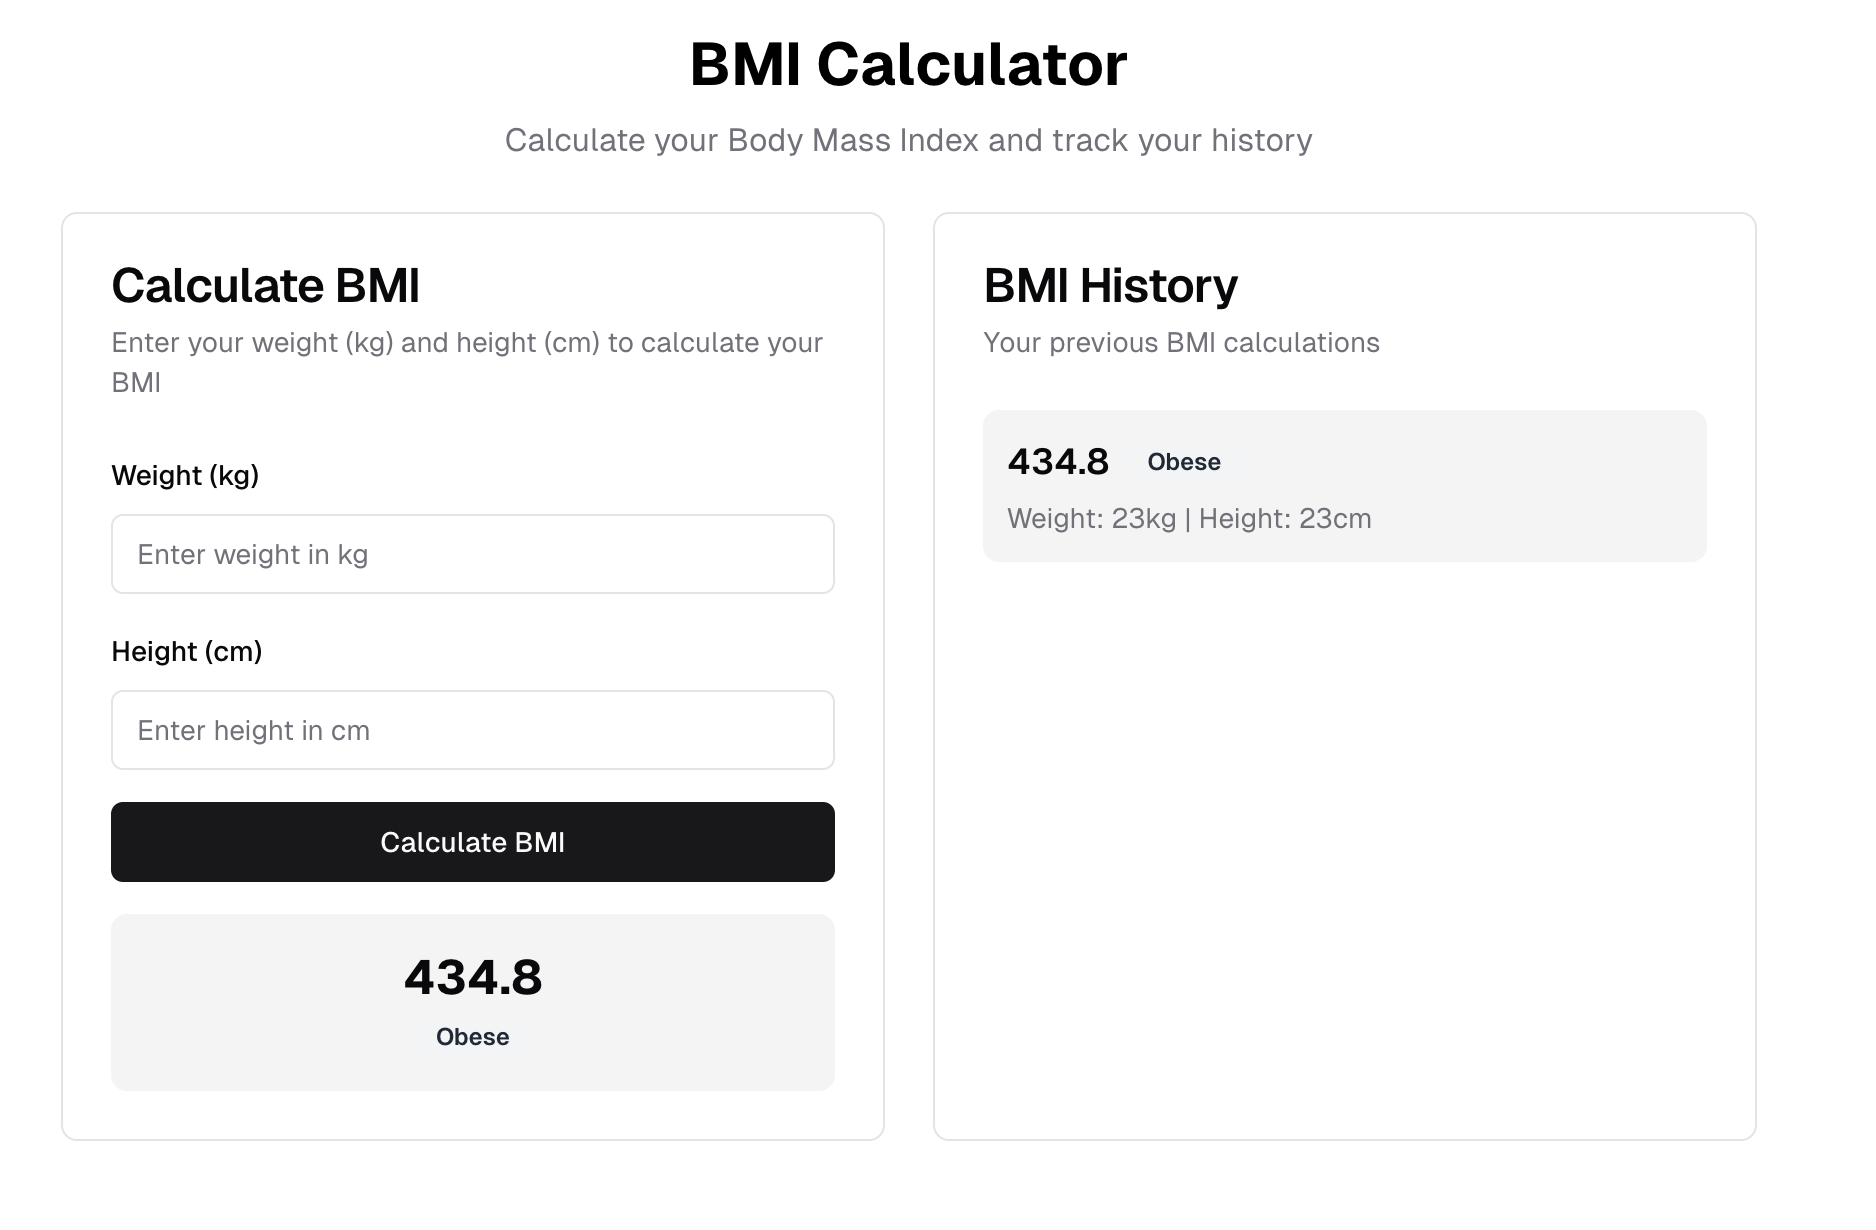 BMI Calculator
Calculate your Body Mass Index and track your history
Calculate BMI
Enter your weight (kg) and height (cm) to calculate your
BMI
Weight (kg)
Enter weight in kg
Height (cm)
Enter height in cm
Calculate BMI
434.8
Obese
BMI History
Your previous BMI calculations
434.8 Obese
Weight: 23kg | Height: 23cm